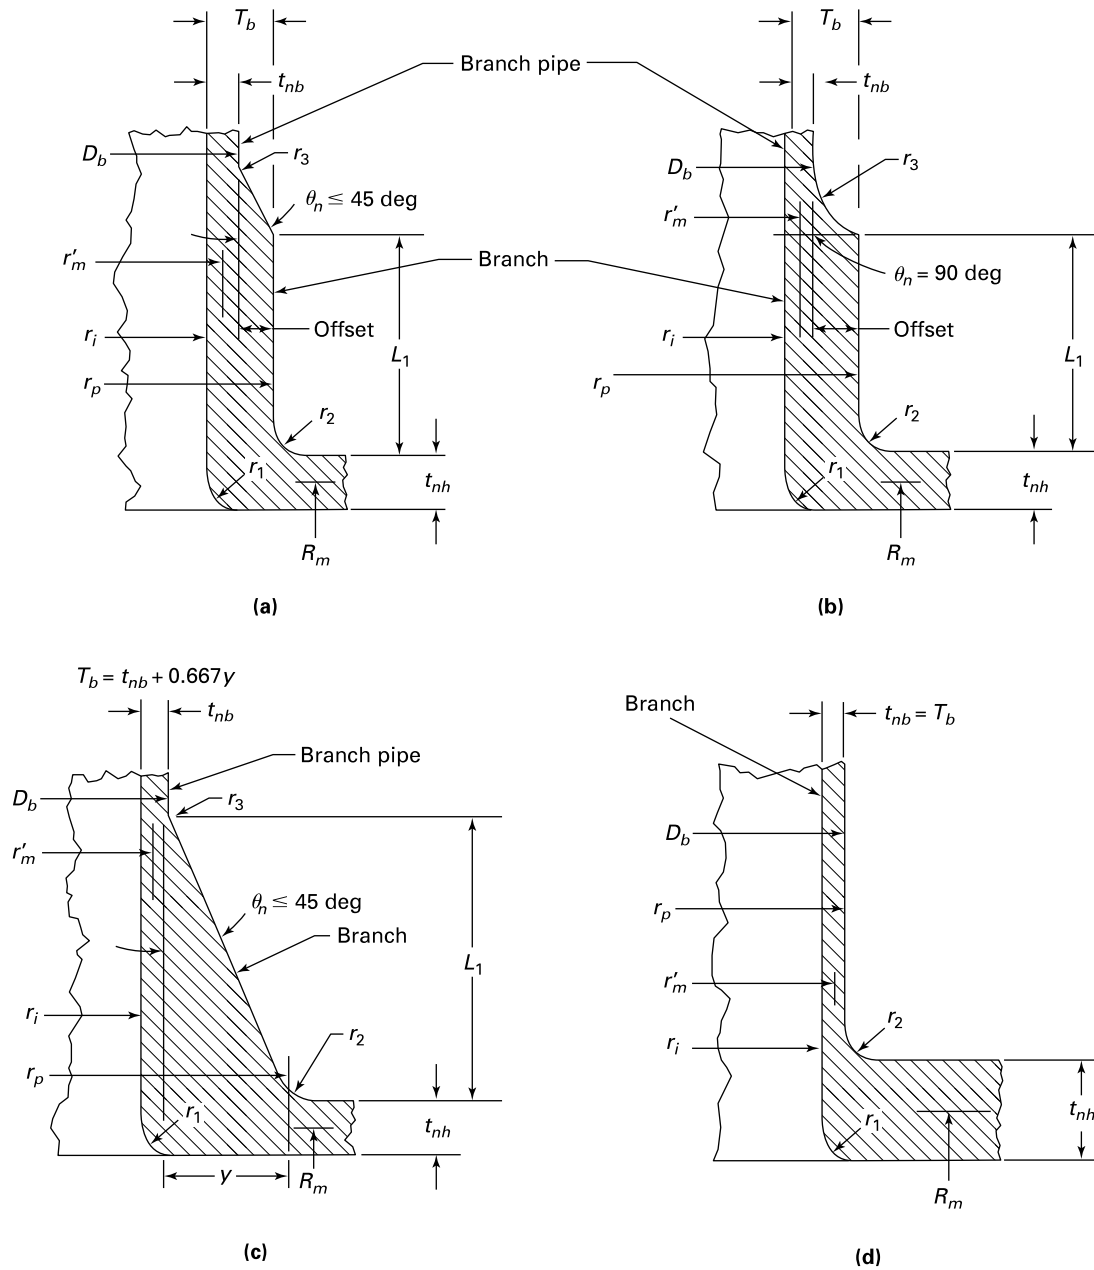 T_b
t_nb
Branch pipe
T_b
t_nb
D_b
r_3
θ_n ≤ 45 deg
r′_m
Branch
Offset
r_i
L_1
r_p
r_2
r_1
t_nh
R_m
(a)
D_b
r_3
r′_m
θ_n = 90 deg
r_i
Offset
L_1
r_p
r_2
r_1
t_nh
R_m
(b)
T_b = t_nb + 0.667y
t_nb
Branch pipe
D_b
r_3
r′_m
θ_n ≤ 45 deg
Branch
L_1
r_i
r_2
r_p
r_1
t_nh
y
R_m
(c)
Branch
t_nb = T_b
D_b
r_p
r′_m
r_2
r_i
r_1
t_nh
R_m
(d)